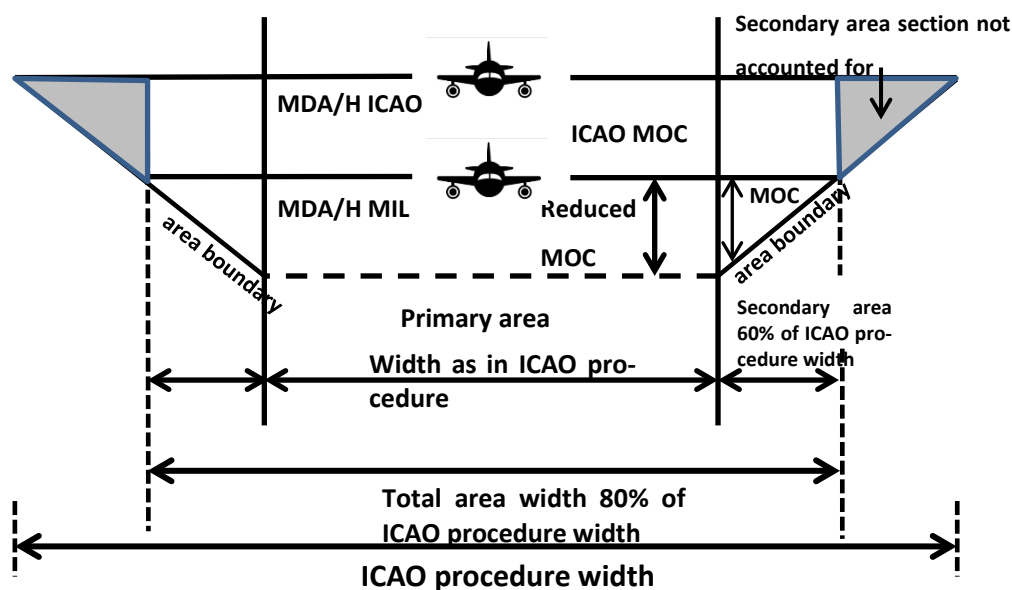 Secondary area section not
accounted for
MDA/H ICAO
ICAO MOC
MDA/H MIL
Reduced
MOC
MOC
area boundary
area boundary
Primary area
Secondary area
60% of ICAO pro-
cedure width
Width as in ICAO pro-
cedure
Total area width 80% of
ICAO procedure width
ICAO procedure width